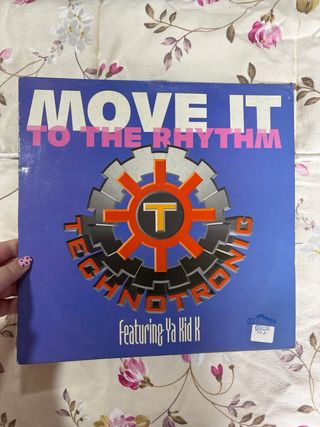 MOVE IT
TO THE RHYTHM
T
TECHNOTRONIC
featuring Ya Kid K